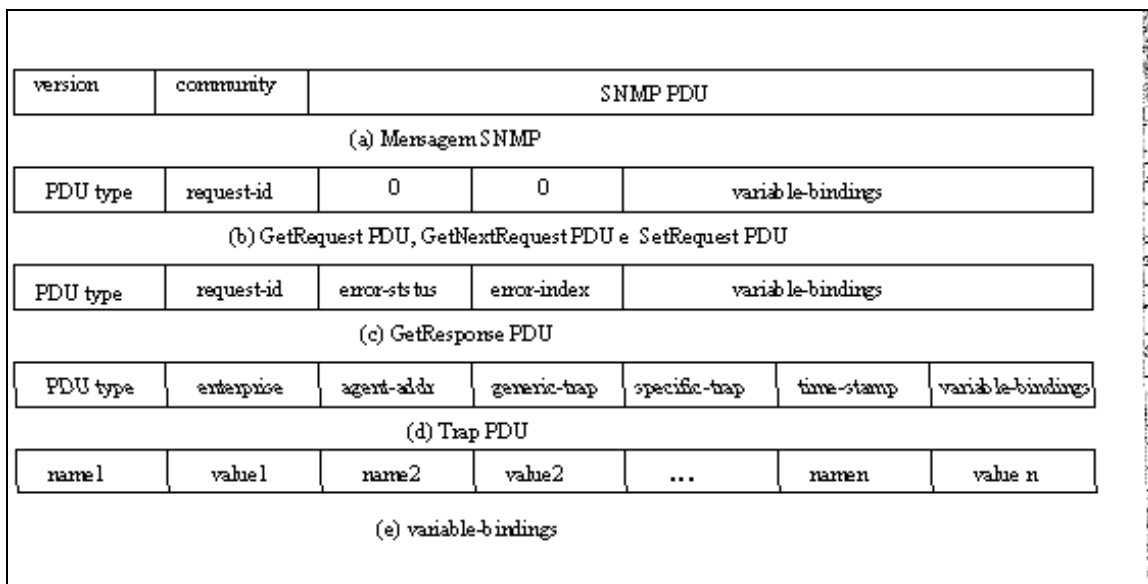 version community SNMP PDU
(a) Mensagem SNMP
PDU type request-id 0 0 variable-bindings
(b) GetRequest PDU, GetNextRequest PDU e SetRequest PDU
PDU type request-id error-ststus error-index variable-bindings
(c) GetResponse PDU
PDU type enterprise agent-addr generic-trap specific-trap time-stamp variable-bindings
(d) Trap PDU
name1 value1 name2 value2 ... namen value n
(e) variable-bindings